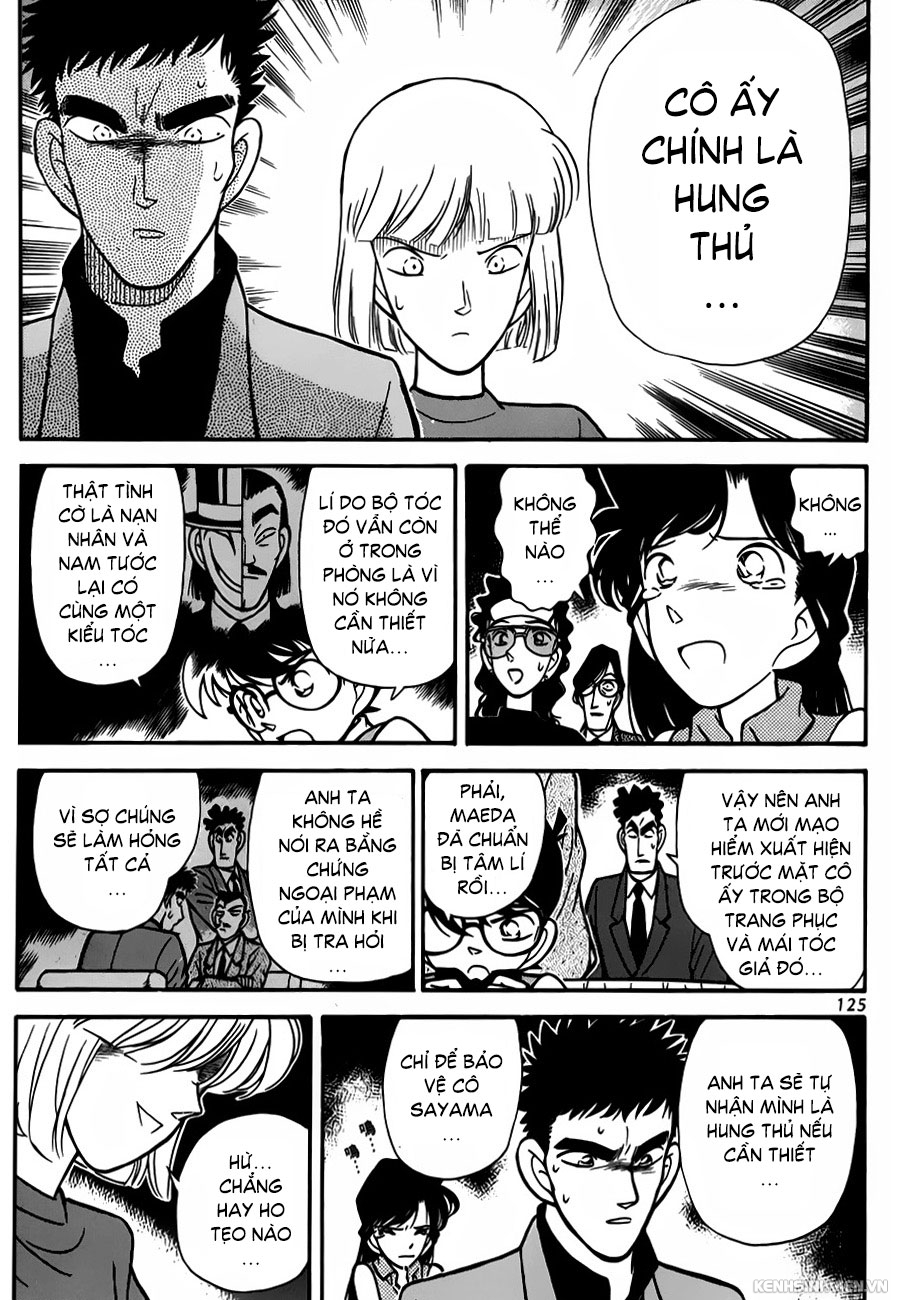 CÔ ẤY
CHÍNH LÀ
HUNG
THỦ
...
KHÔNG
...
KHÔNG
THỂ
NÀO
...
LÍ DO BỘ TÓC
ĐÓ VẪN CÒN
Ở TRONG
PHÒNG LÀ VÌ
NÓ KHÔNG
CẦN THIẾT
NỮA...
THẬT TÌNH
CỜ LÀ NẠN
NHÂN VÀ
NAM TƯỚC
LẠI CÓ
CÙNG MỘT
KIỂU TÓC
...
VẬY NÊN ANH
TA MỚI MẠO
HIỂM XUẤT HIỆN
TRƯỚC MẶT CÔ
ẤY TRONG BỘ
TRANG PHỤC
VÀ MÁI TÓC
GIẢ ĐÓ...
PHẢI,
MAEDA
ĐÃ CHUẨN
BỊ TÂM LÍ
RỒI...
ANH TA
KHÔNG HỀ
NÓI RA BẰNG
CHỨNG
NGOẠI PHẠM
CỦA MÌNH KHI
BỊ TRA HỎI
...
VÌ SỢ CHÚNG
SẼ LÀM HỎNG
TẤT CẢ
...
125
ANH TA SẼ TỰ
NHẬN MÌNH LÀ
HUNG THỦ NẾU
CẦN THIẾT
...
CHỈ ĐỂ BẢO
VỆ CÔ
SAYAMA
...
HỪ...
CHẲNG
HAY HO
TẸO NÀO
...